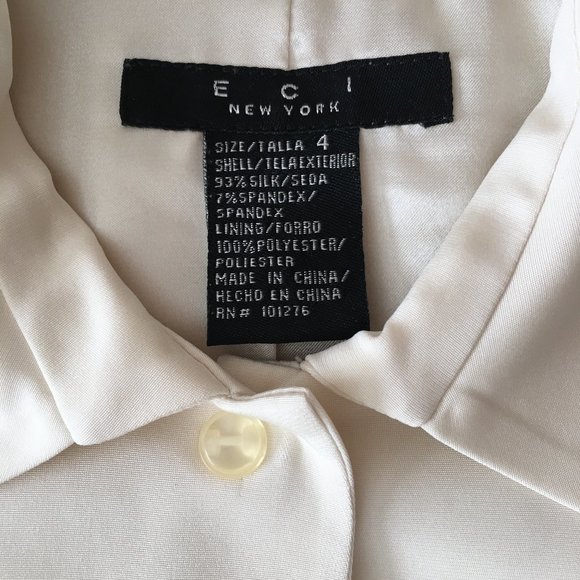 E C I
NEW YORK
SIZE/TALLA 4
SHELL/TELA EXTERIOR
93% SILK/SEDA
7% SPANDEX/
SPANDEX
LINING/FORRO
100% POLYESTER/
POLIESTER
MADE IN CHINA/
HECHO EN CHINA
RN# 101276